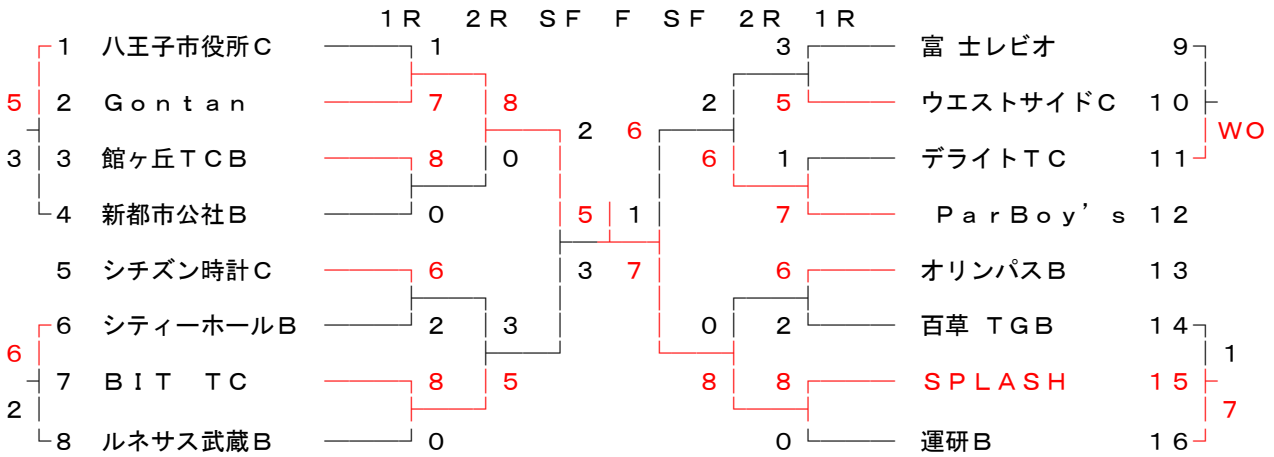 １Ｒ ２Ｒ ＳＦ Ｆ ＳＦ ２Ｒ １Ｒ
１ 八王子市役所Ｃ １ ３ 富 士レビオ ９
５ ２ Ｇｏｎｔａｎ ７ ８ ２ ５ ウエストサイドＣ １０
２ ６ ＷＯ
３ ３ 館ヶ丘ＴＣＢ ８ ０ ６ １ デライトＴＣ １１
４ 新都市公社Ｂ ０ ５ １ ７ ＰａｒＢｏｙ’ｓ １２
５ シチズン時計Ｃ ６ ３ ７ ６ オリンパスＢ １３
６ シティーホールＢ ２ ３ ０ ２ 百草 ＴＧＢ １４
６ １
７ ＢＩＴ ＴＣ ８ ５ ８ ８ ＳＰＬＡＳＨ １５
２ ７
８ ルネサス武蔵Ｂ ０ ０ 運研Ｂ １６